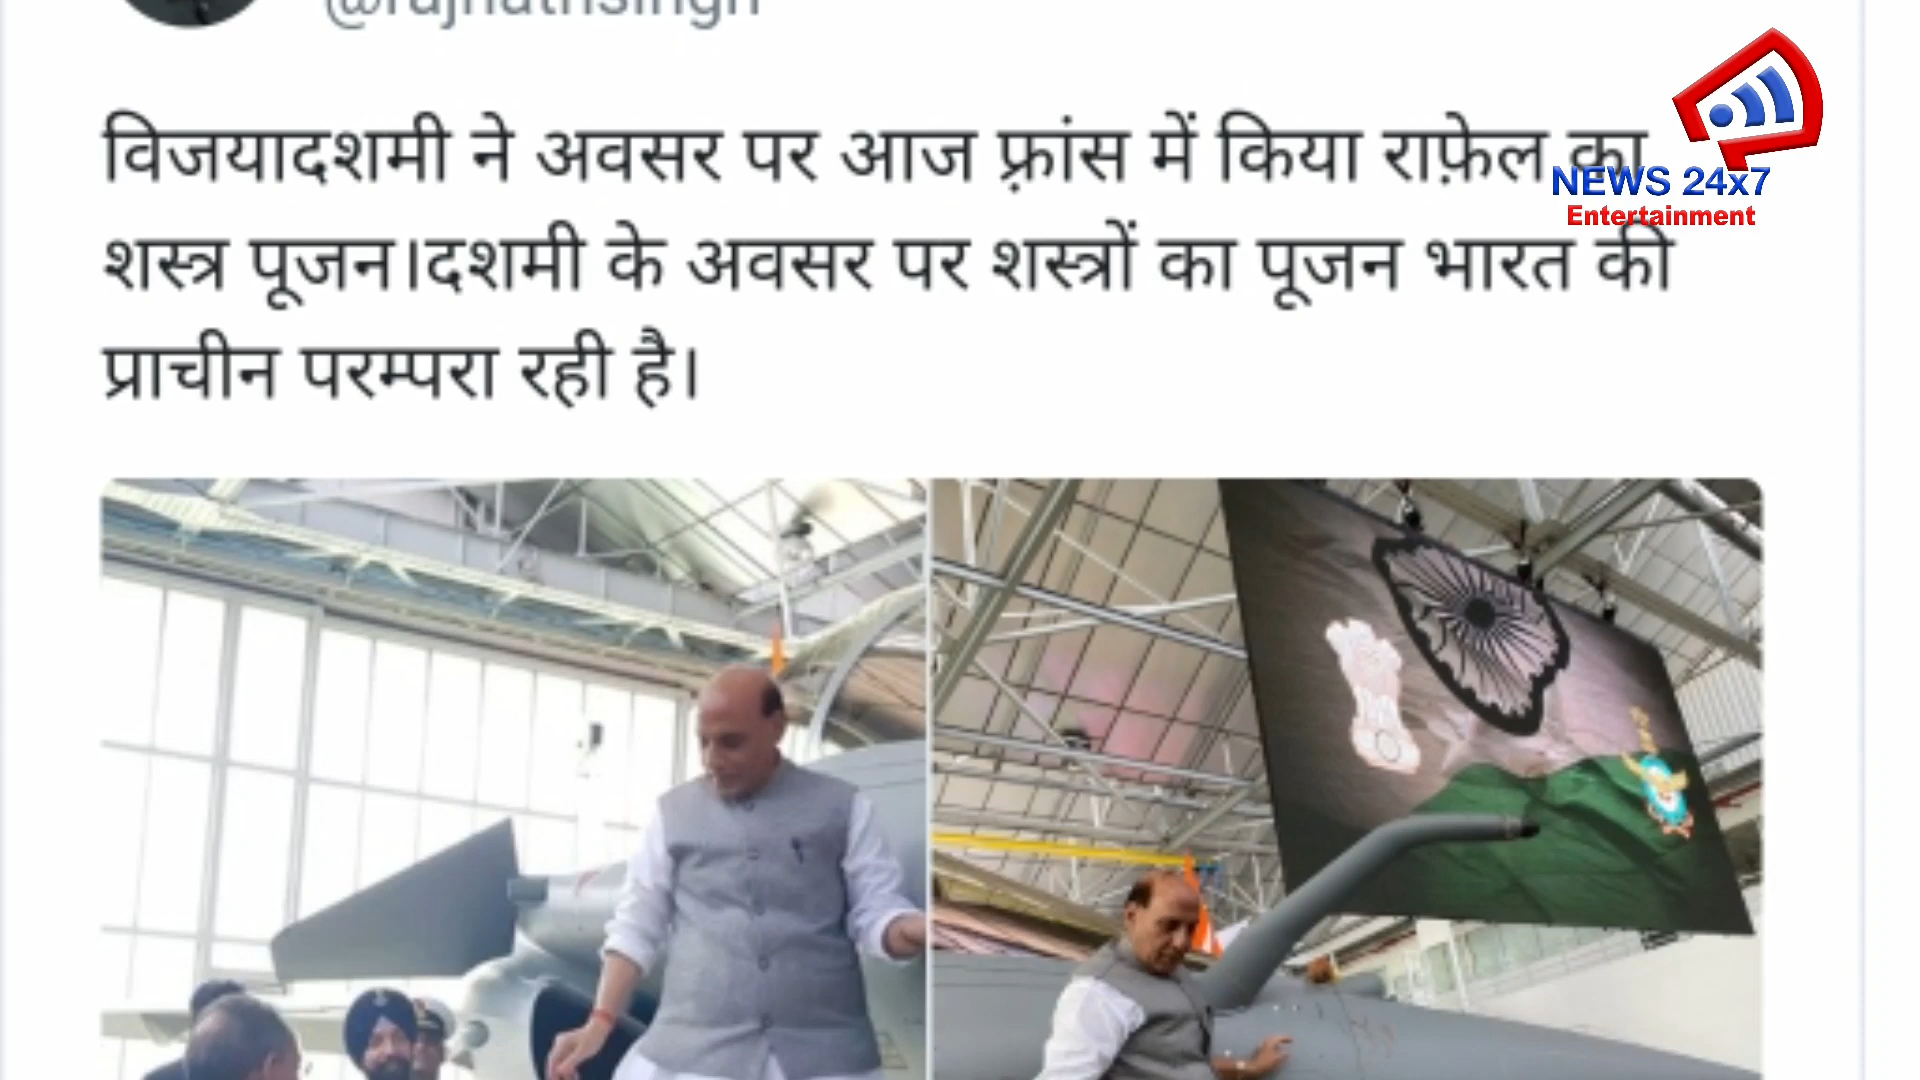 @rajnathsingh
विजयादशमी ने अवसर पर आज फ़्रांस में किया राफ़ेल का
शस्त्र पूजन।दशमी के अवसर पर शस्त्रों का पूजन भारत की
प्राचीन परम्परा रही है।
NEWS 24x7
Entertainment